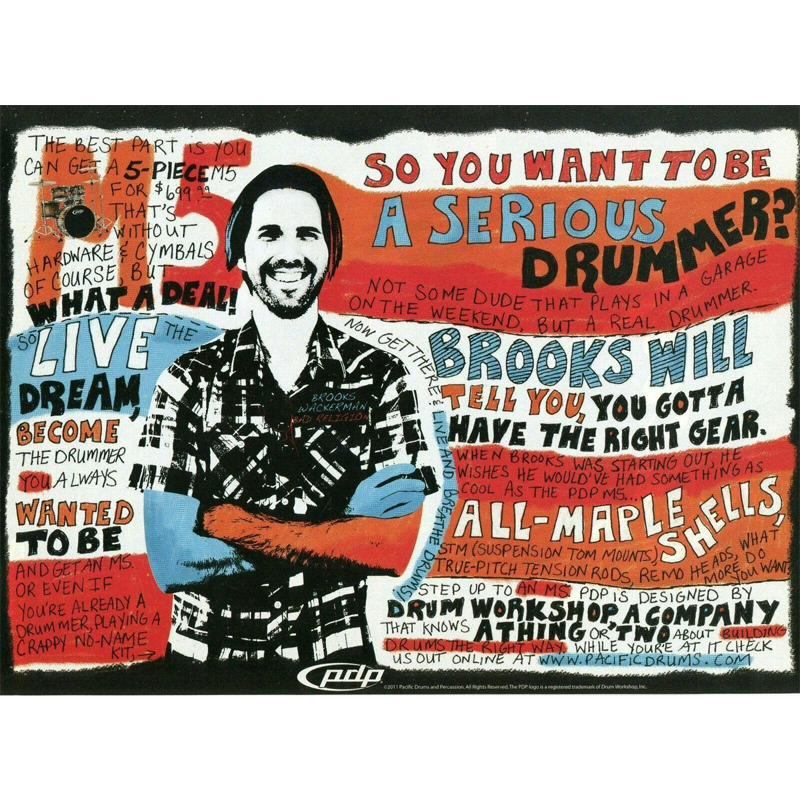 SO YOU WANT TO BE
A SERIOUS
DRUMMER?
NOT SOME DUDE THAT PLAYS IN A GARAGE
ON THE WEEKEND, BUT A REAL DRUMMER.
BROOKS WILL
TELL YOU, YOU GOTTA
HAVE THE RIGHT GEAR.
WHEN BROOKS WAS STARTING OUT, HE
WISHES HE WOULD'VE HAD SOMETHING AS
COOL AS THE PDP M5...
ALL-MAPLE SHELLS,
STM (SUSPENSION TOM MOUNTS),
TRUE-PITCH TENSION RODS, REMO HEADS, WHAT
MORE DO
YOU WANT.
STEP UP TO AN M5. PDP IS DESIGNED BY
DRUM WORKSHOP, A COMPANY
THAT KNOWS A THING OR TWO ABOUT BUILDING
DRUMS THE RIGHT WAY. WHILE YOU'RE AT IT CHECK
US OUT ONLINE AT WWW.PACIFICDRUMS.COM
NOW GET THERE & LIVE AND BREATHE DRUMS!
BROOKS
WACKERMAN
BAD RELIGION
M5
THE BEST PART IS YOU
CAN GET A 5-PIECE M5
FOR $699.99
THAT'S
WITHOUT
HARDWARE & CYMBALS
OF COURSE, BUT
WHAT A DEAL!
SO LIVE THE
DREAM,
BECOME
THE DRUMMER
YOU ALWAYS
WANTED
TO BE
AND GET AN M5.
OR EVEN IF
YOU'RE ALREADY A
DRUMMER, PLAYING A
CRAPPY NO-NAME
KIT,→
pdp
©2011 Pacific Drums and Percussion. All Rights Reserved. The PDP logo is a registered trademark of Drum Workshop, Inc.